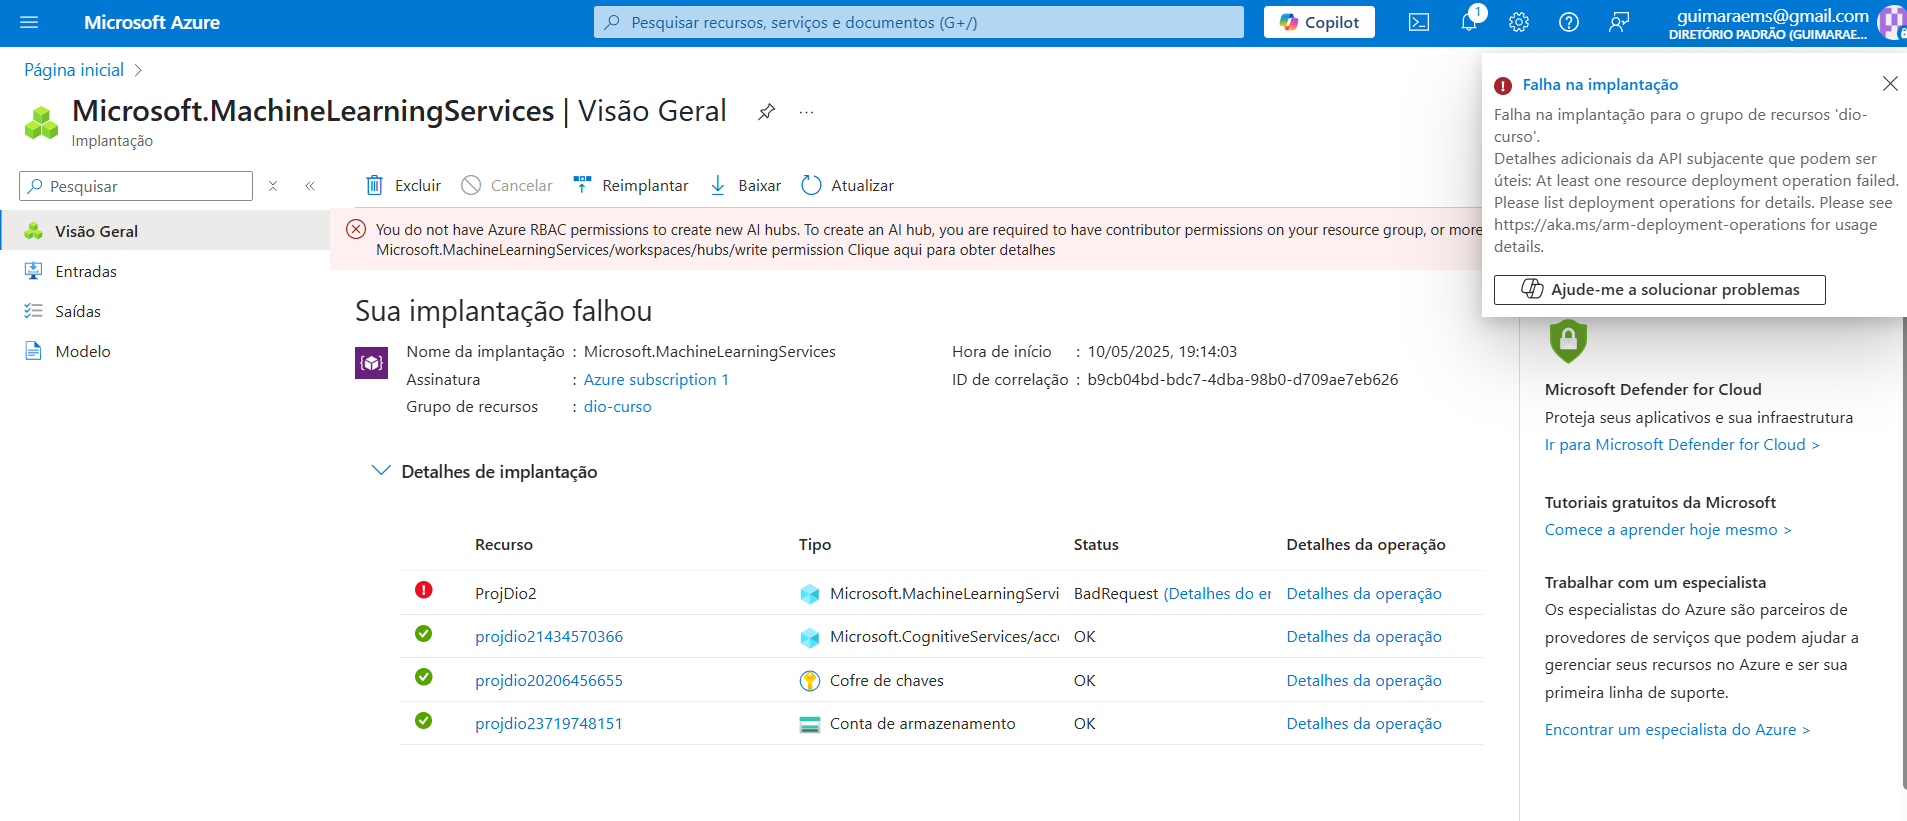 Microsoft Azure
Pesquisar recursos, serviços e documentos (G+/)
Copilot
1
guimaraems@gmail.com
DIRETÓRIO PADRÃO (GUIMARAE...
Página inicial
Microsoft.MachineLearningServices | Visão Geral
...
Implantação
Pesquisar
Excluir
Cancelar
Reimplantar
Baixar
Atualizar
Visão Geral
Entradas
Saídas
Modelo
You do not have Azure RBAC permissions to create new AI hubs. To create an AI hub, you are required to have contributor permissions on your resource group, or more
Microsoft.MachineLearningServices/workspaces/hubs/write permission Clique aqui para obter detalhes
Falha na implantação
Falha na implantação para o grupo de recursos 'dio-
curso'.
Detalhes adicionais da API subjacente que podem ser
úteis: At least one resource deployment operation failed.
Please list deployment operations for details. Please see
https://aka.ms/arm-deployment-operations for usage
details.
Ajude-me a solucionar problemas
Sua implantação falhou
Nome da implantação : Microsoft.MachineLearningServices
Assinatura : Azure subscription 1
Grupo de recursos : dio-curso
Hora de início : 10/05/2025, 19:14:03
ID de correlação : b9cb04bd-bdc7-4dba-98b0-d709ae7eb626
Detalhes de implantação
Recurso Tipo Status Detalhes da operação
ProjDio2 Microsoft.MachineLearningServi BadRequest (Detalhes do er Detalhes da operação
projdio21434570366 Microsoft.CognitiveServices/acc Detalhes da operação OK
projdio20206456655 Cofre de chaves OK Detalhes da operação
projdio23719748151 Conta de armazenamento OK Detalhes da operação
Microsoft Defender for Cloud
Proteja seus aplicativos e sua infraestrutura
Ir para Microsoft Defender for Cloud >
Tutoriais gratuitos da Microsoft
Comece a aprender hoje mesmo >
Trabalhar com um especialista
Os especialistas do Azure são parceiros de
provedores de serviços que podem ajudar a
gerenciar seus recursos no Azure e ser sua
primeira linha de suporte.
Encontrar um especialista do Azure >